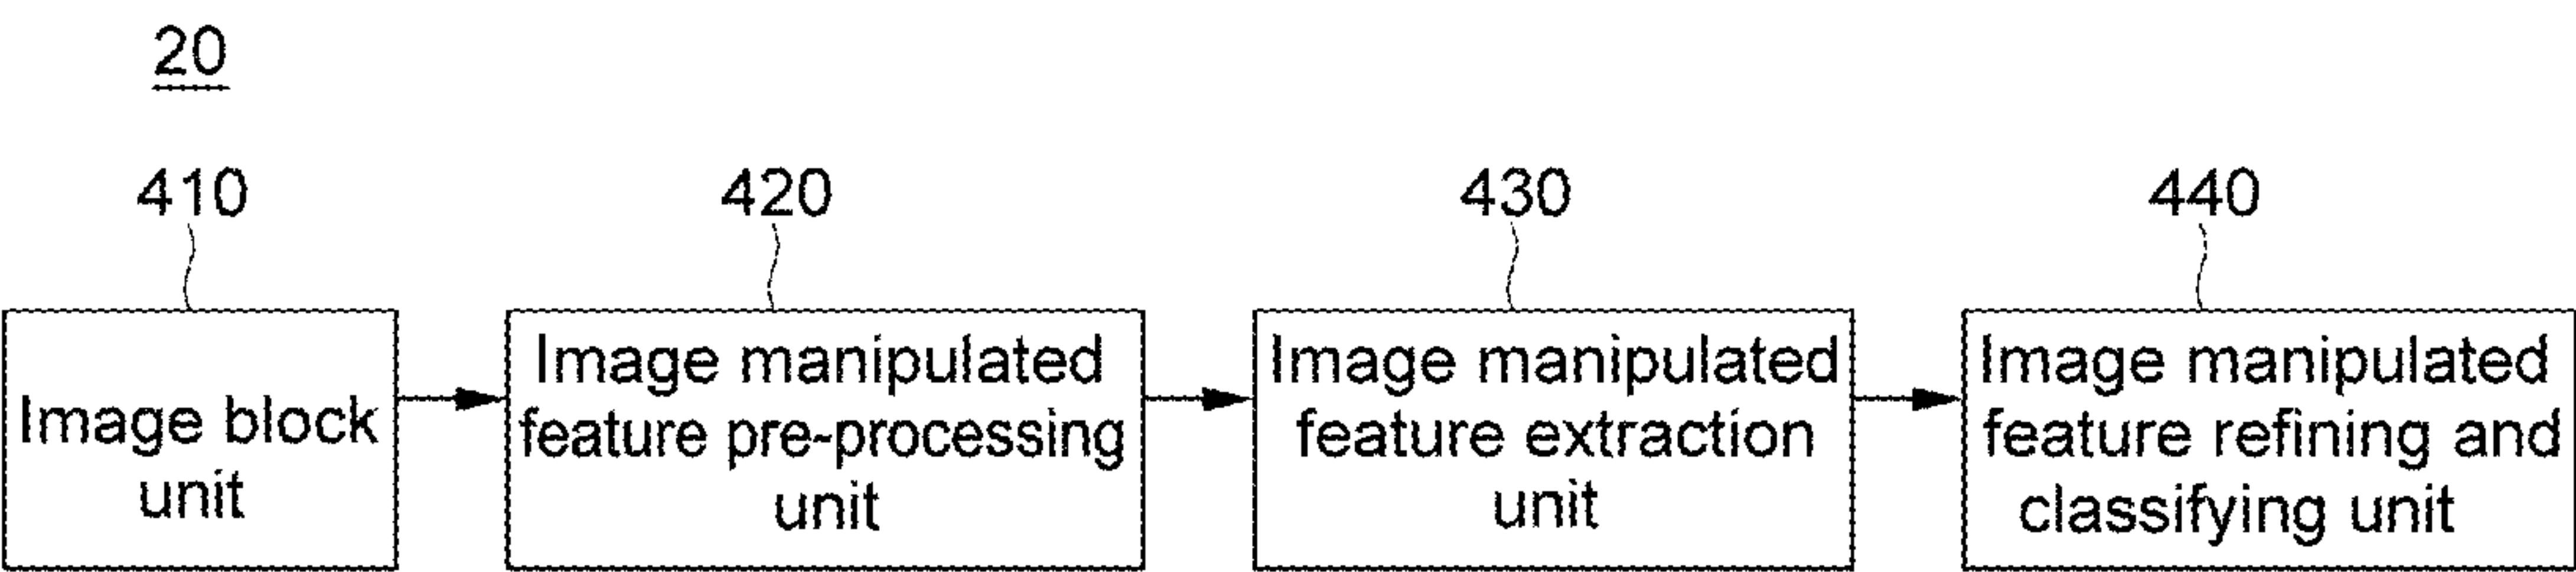 20
410
420
430
440
Image block
unit
Image manipulated
feature pre-processing
unit
Image manipulated
feature extraction
unit
Image manipulated
feature refining and
classifying unit